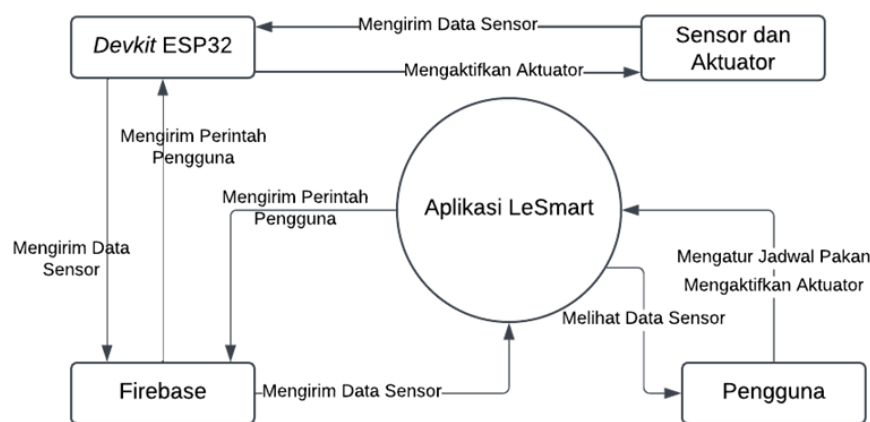 Mengirim Data Sensor
Devkit ESP32
Sensor dan
Aktuator
Mengaktifkan Aktuator
Mengirim Perintah
Pengguna
Mengirim Perintah
Pengguna
Aplikasi LeSmart
Mengirim Data
Sensor
Mengatur Jadwal Pakan
Mengaktifkan Aktuator
Melihat Data Sensor
Firebase
Mengirim Data Sensor
Pengguna